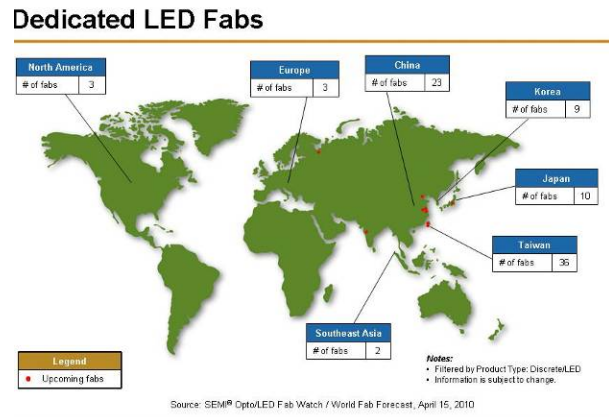 Dedicated LED Fabs
North America
# of fabs 3
Europe
# of fabs 3
China
# of fabs 23
Korea
# of fabs 9
Japan
# of fabs 10
Taiwan
# of fabs 36
Southeast Asia
# of fabs 2
Legend
Upcoming fabs
Notes:
• Filtered by Product Type: Discrete/LED
• Information is subject to change.
Source: SEMI® Opto/LED Fab Watch / World Fab Forecast, April 15, 2010